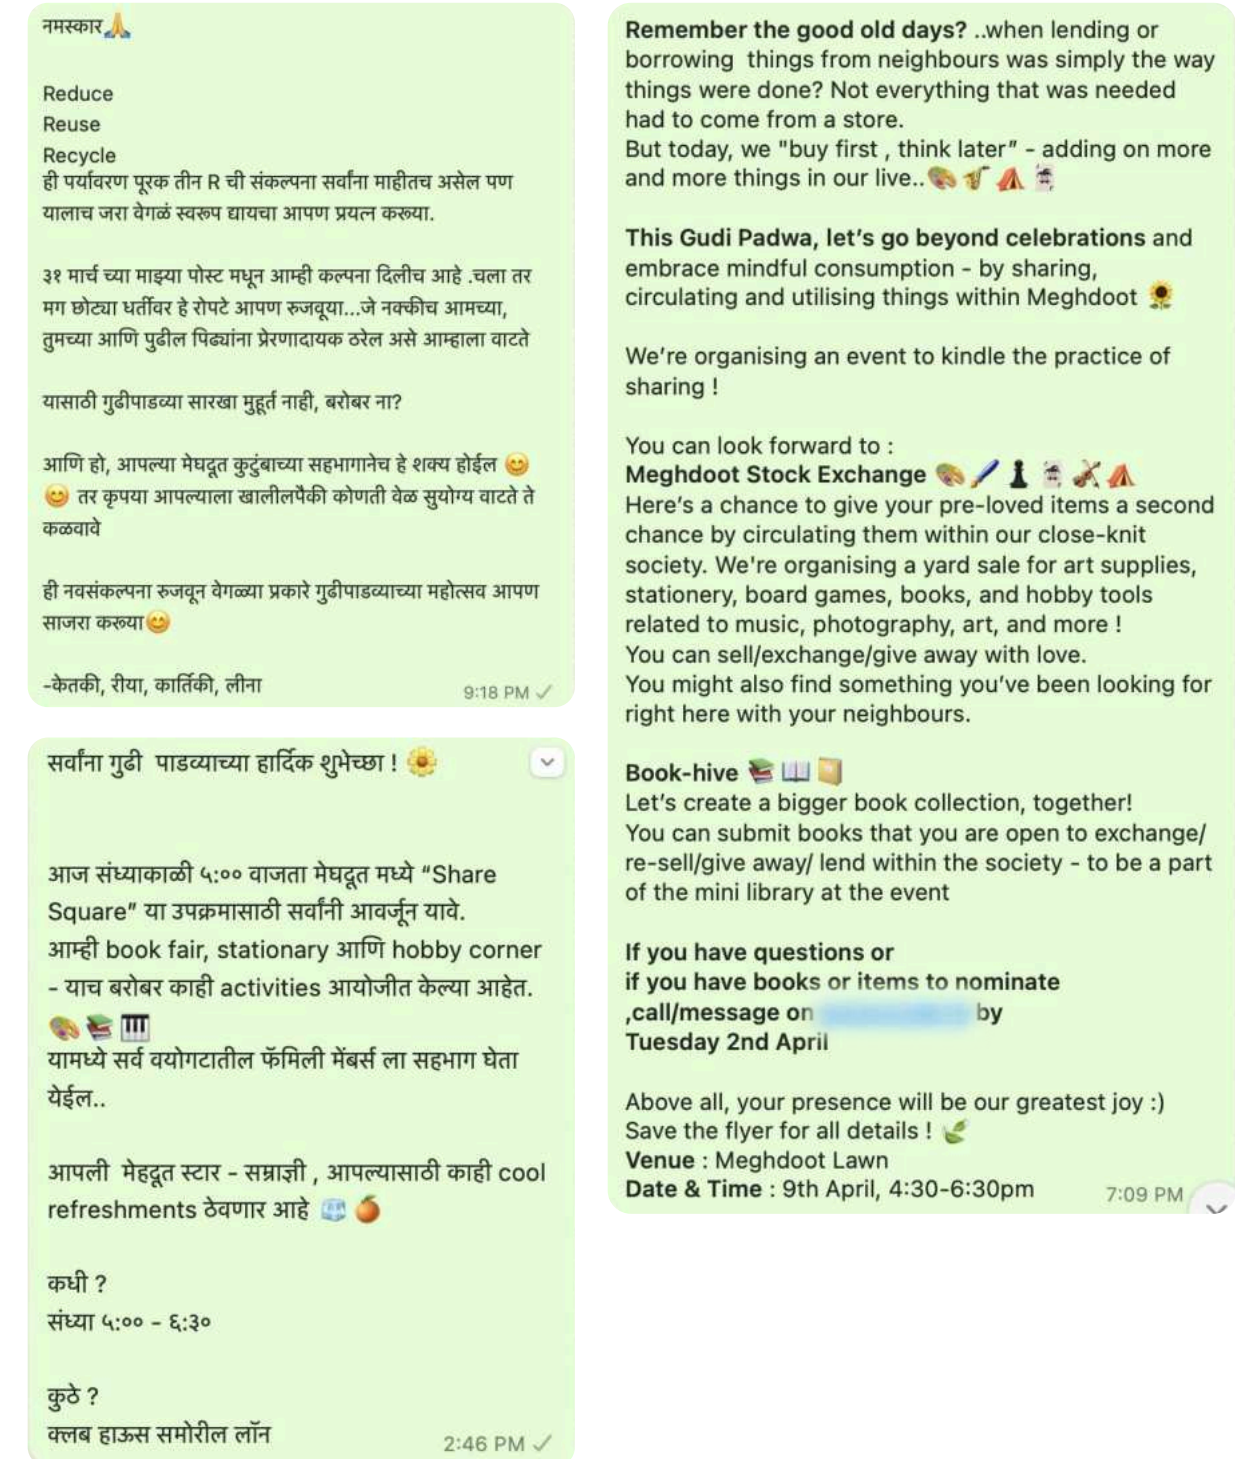 नमस्कार🙏
Reduce
Reuse
Recycle
ही पर्यावरण पूरक तीन R ची संकल्पना सर्वांना माहीतच असेल पण
यालाच जरा वेगळं स्वरूप द्यायचा आपण प्रयत्न करूया.
३१ मार्च च्या माझ्या पोस्ट मधून आम्ही कल्पना दिलीच आहे .चला तर
मग छोट्या धर्तीवर हे रोपटे आपण रुजवूया...जे नक्कीच आमच्या,
तुमच्या आणि पुढील पिढ्यांना प्रेरणादायक ठरेल असे आम्हाला वाटते
यासाठी गुढीपाडव्या सारखा मुहूर्त नाही, बरोबर ना?
आणि हो, आपल्या मेघदूत कुटुंबाच्या सहभागानेच हे शक्य होईल 😊
😊 तर कृपया आपल्याला खालीलपैकी कोणती वेळ सुयोग्य वाटते ते
कळवावे
ही नवसंकल्पना रुजवून वेगळ्या प्रकारे गुढीपाडव्याच्या महोत्सव आपण
साजरा करूया😊
-केतकी, रीया, कार्तिकी, लीना
9:18 PM ✓
सर्वांना गुढी पाडव्याच्या हार्दिक शुभेच्छा ! 🌼
आज संध्याकाळी ५:०० वाजता मेघदूत मध्ये “Share
Square” या उपक्रमासाठी सर्वांनी आवर्जून यावे.
आम्ही book fair, stationary आणि hobby corner
- याच बरोबर काही activities आयोजीत केल्या आहेत.
🎨📚🎹
यामध्ये सर्व वयोगटातील फॅमिली मेंबर्स ला सहभाग घेता
येईल..
आपली मेहदूत स्टार - सम्राज्ञी , आपल्यासाठी काही cool
refreshments ठेवणार आहे 🧊 🍊
कधी ?
संध्या ५:०० - ६:३०
कुठे ?
क्लब हाऊस समोरील लॉन
2:46 PM ✓
Remember the good old days? ..when lending or
borrowing things from neighbours was simply the way
things were done? Not everything that was needed
had to come from a store.
But today, we "buy first , think later” - adding on more
and more things in our live..🎨🎷⛺🃏
This Gudi Padwa, let’s go beyond celebrations and
embrace mindful consumption - by sharing,
circulating and utilising things within Meghdoot 🌻
We’re organising an event to kindle the practice of
sharing !
You can look forward to :
Meghdoot Stock Exchange 🎨🖌️♟️🃏🎻⛺
Here’s a chance to give your pre-loved items a second
chance by circulating them within our close-knit
society. We're organising a yard sale for art supplies,
stationery, board games, books, and hobby tools
related to music, photography, art, and more !
You can sell/exchange/give away with love.
You might also find something you’ve been looking for
right here with your neighbours.
Book-hive 📚📖📔
Let’s create a bigger book collection, together!
You can submit books that you are open to exchange/
re-sell/give away/ lend within the society - to be a part
of the mini library at the event
If you have questions or
if you have books or items to nominate
,call/message on by
Tuesday 2nd April
Above all, your presence will be our greatest joy :)
Save the flyer for all details ! 🌿
Venue : Meghdoot Lawn
Date & Time : 9th April, 4:30-6:30pm
7:09 PM